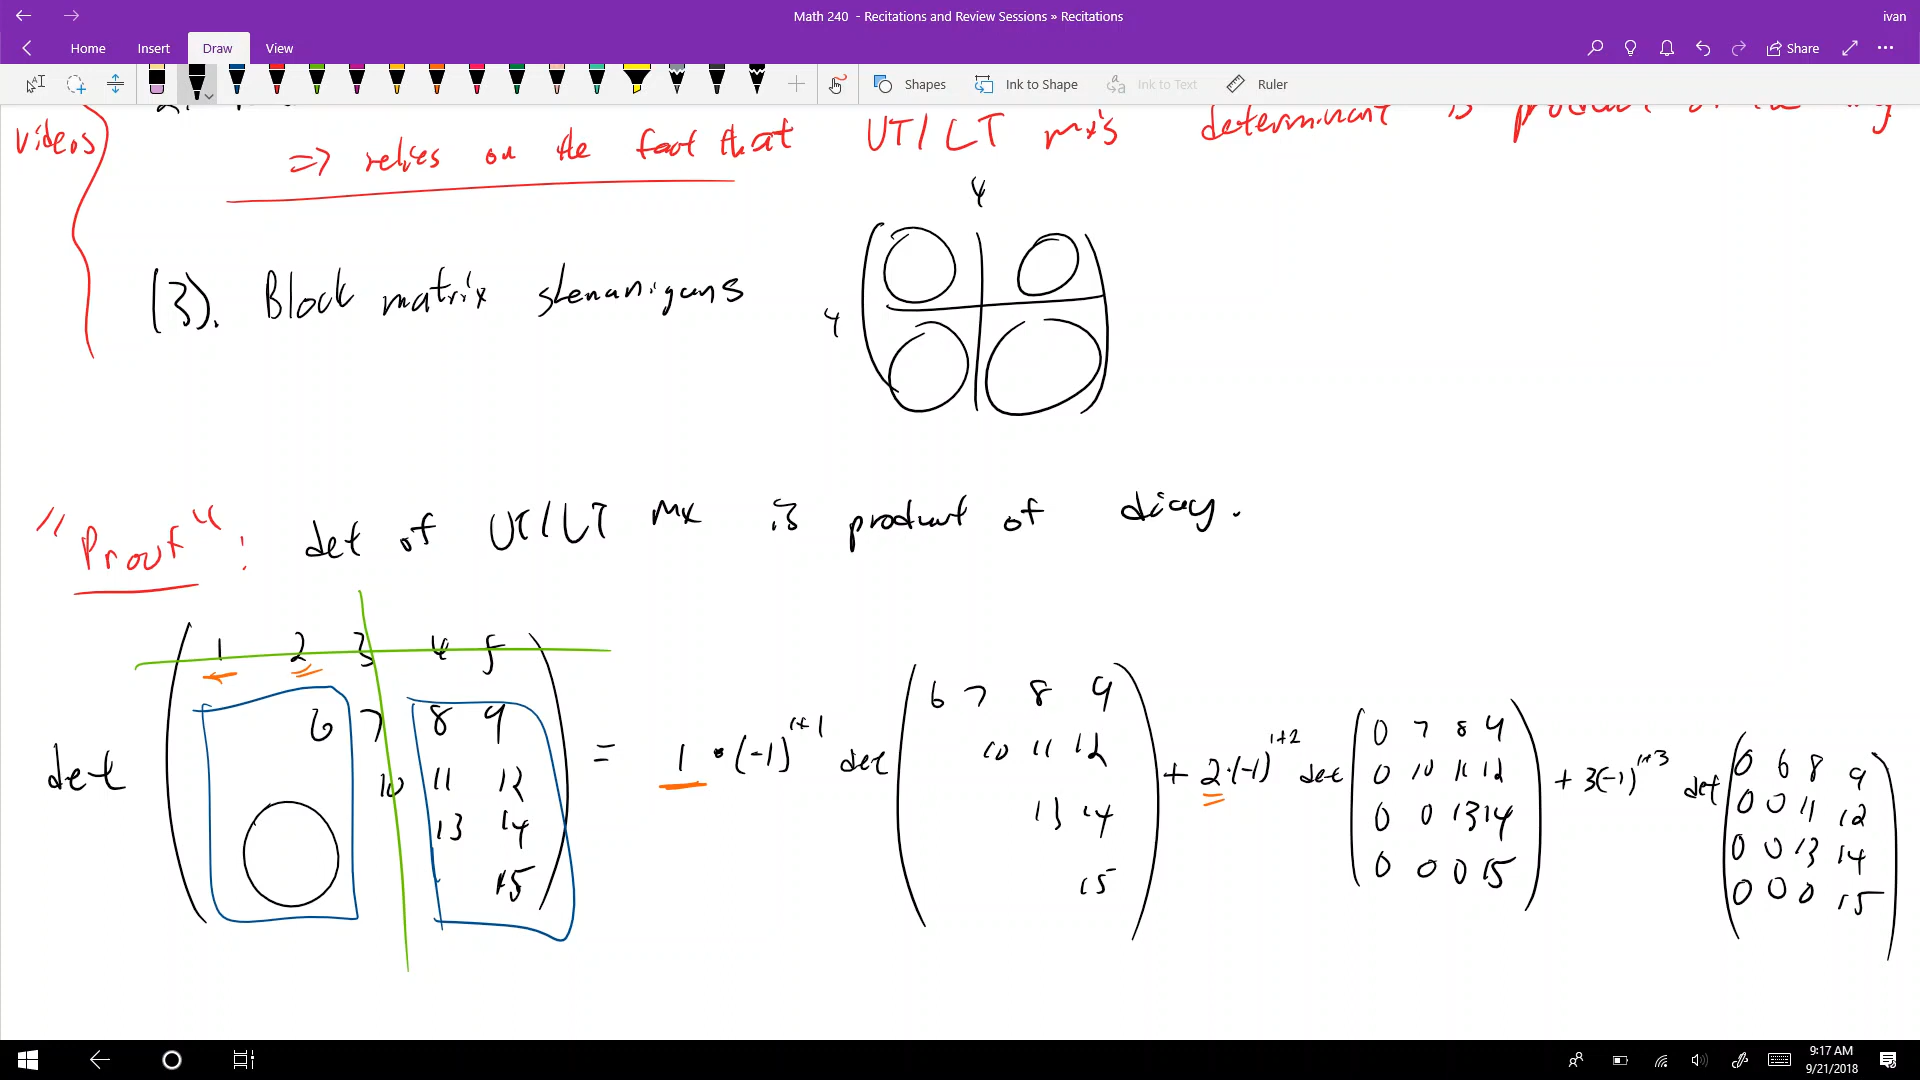 Math 240 - Recitations and Review Sessions » Recitations
ivan
Home Insert Draw View
Share
Shapes Ink to Shape Ink to Text Ruler
videos
=> relies on the fact that UT/LT mx's determinant is product
4
(3). Block matrix shenanigans
4
"Proof": det of UT/LT mx is product of diag.
1 2 3 4 5
6 7 8 9
10 11 12
13 14
15
det
= 1 · (-1)^1+1 det
6 7 8 9
10 11 12
13 14
15
+ 2·(-1)^1+2 det
0 7 8 9
0 10 11 12
0 0 13 14
0 0 0 15
+ 3(-1)^1+3 det
0 6 8 9
0 0 11 12
0 0 13 14
0 0 0 15
9:17 AM
9/21/2018